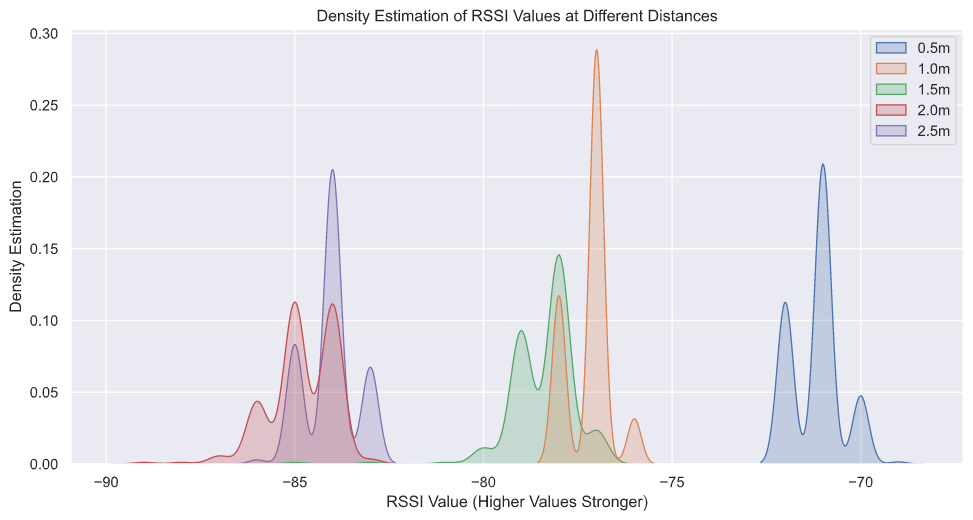 Density Estimation of RSSI Values at Different Distances
0.30
0.25
0.20
0.15
0.10
0.05
0.00
Density Estimation
−90
−85
−80
−75
−70
RSSI Value (Higher Values Stronger)
0.5m
1.0m
1.5m
2.0m
2.5m